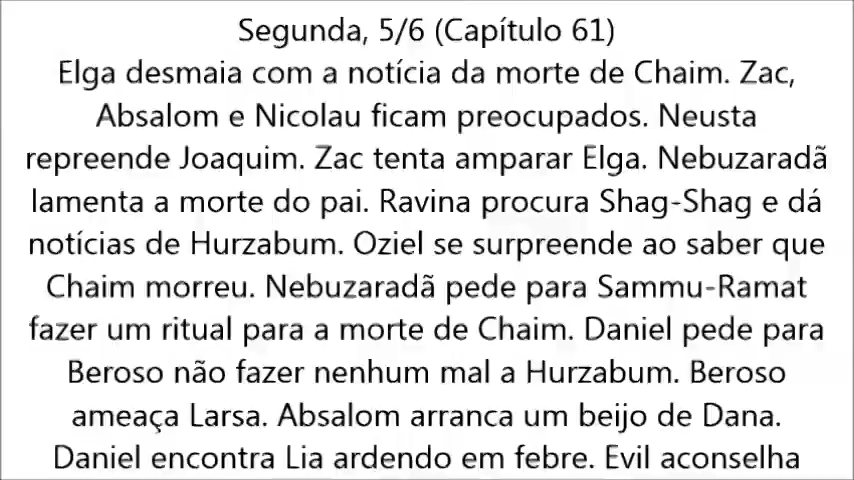 Segunda, 5/6 (Capítulo 61)
Elga desmaia com a notícia da morte de Chaim. Zac,
Absalom e Nicolau ficam preocupados. Neusta
repreende Joaquim. Zac tenta amparar Elga. Nebuzaradã
lamenta a morte do pai. Ravina procura Shag-Shag e dá
notícias de Hurzabum. Oziel se surpreende ao saber que
Chaim morreu. Nebuzaradã pede para Sammu-Ramat
fazer um ritual para a morte de Chaim. Daniel pede para
Beroso não fazer nenhum mal a Hurzabum. Beroso
ameaça Larsa. Absalom arranca um beijo de Dana.
Daniel encontra Lia ardendo em febre. Evil aconselha